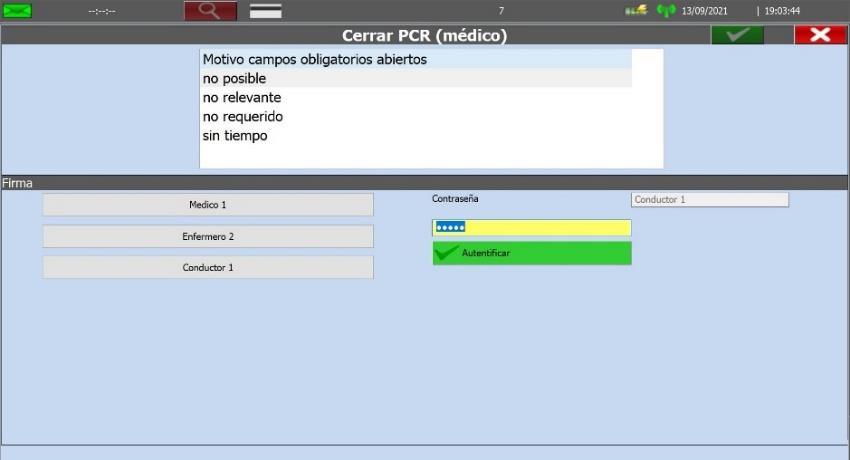 --:--:--
7
13/09/2021 | 19:03:44
Cerrar PCR (médico)
Motivo campos obligatorios abiertos
no posible
no relevante
no requerido
sin tiempo
Firma
Medico 1
Contraseña
Conductor 1
Enfermero 2
•••••
Autentificar
Conductor 1